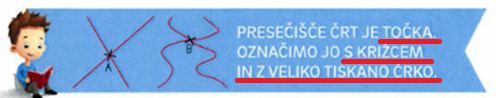 PRESEČIŠČE ČRT JE TOČKA.
OZNAČIMO JO S KRIŽCEM
IN Z VELIKO TISKANO ČRKO.
A
B